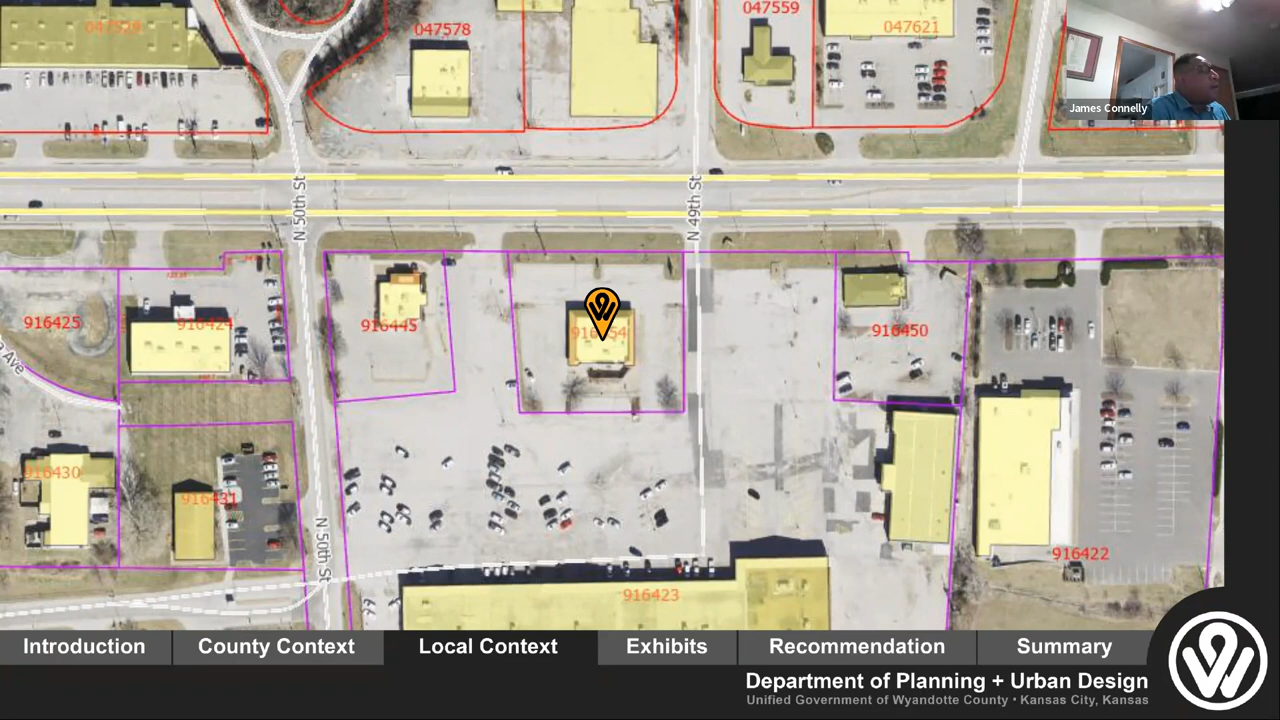 047559
047578
047621
James Connelly
N 50th St
N 49th St
916425
916424
916445
916450
Ave
916430
916431
N 50th St
916422
916423
Introduction
County Context
Local Context
Exhibits
Recommendation
Summary
Department of Planning + Urban Design
Unified Government of Wyandotte County • Kansas City, Kansas